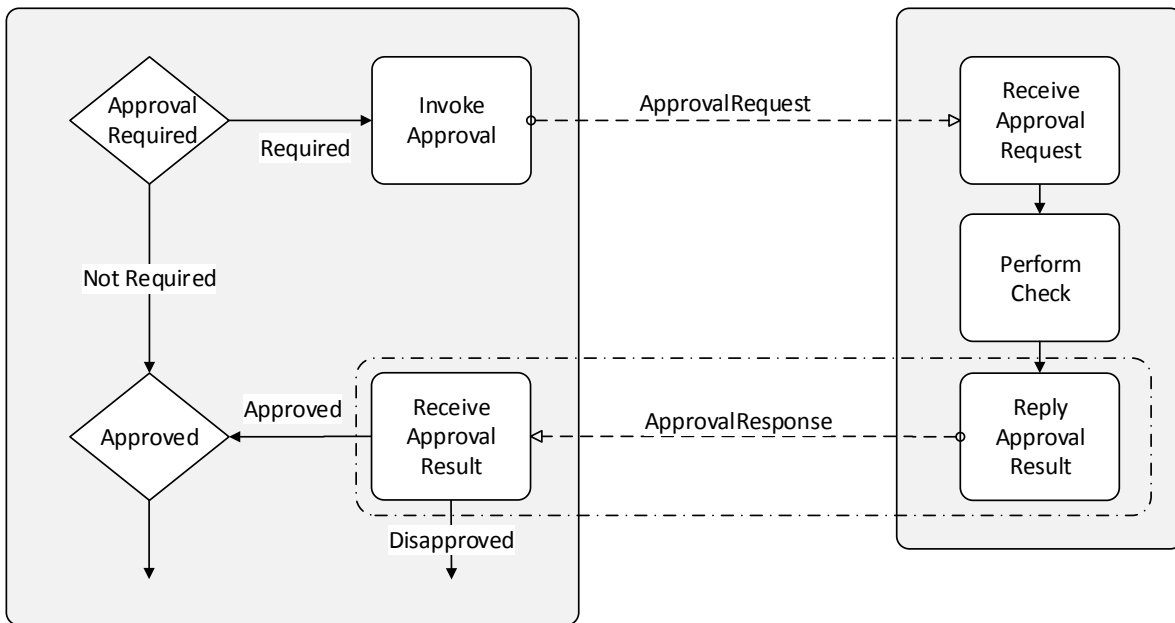 Approval
Required
Required
Invoke
Approval
ApprovalRequest
Receive
Approval
Request
Not Required
Perform
Check
Approved
Approved
Receive
Approval
Result
ApprovalResponse
Reply
Approval
Result
Disapproved